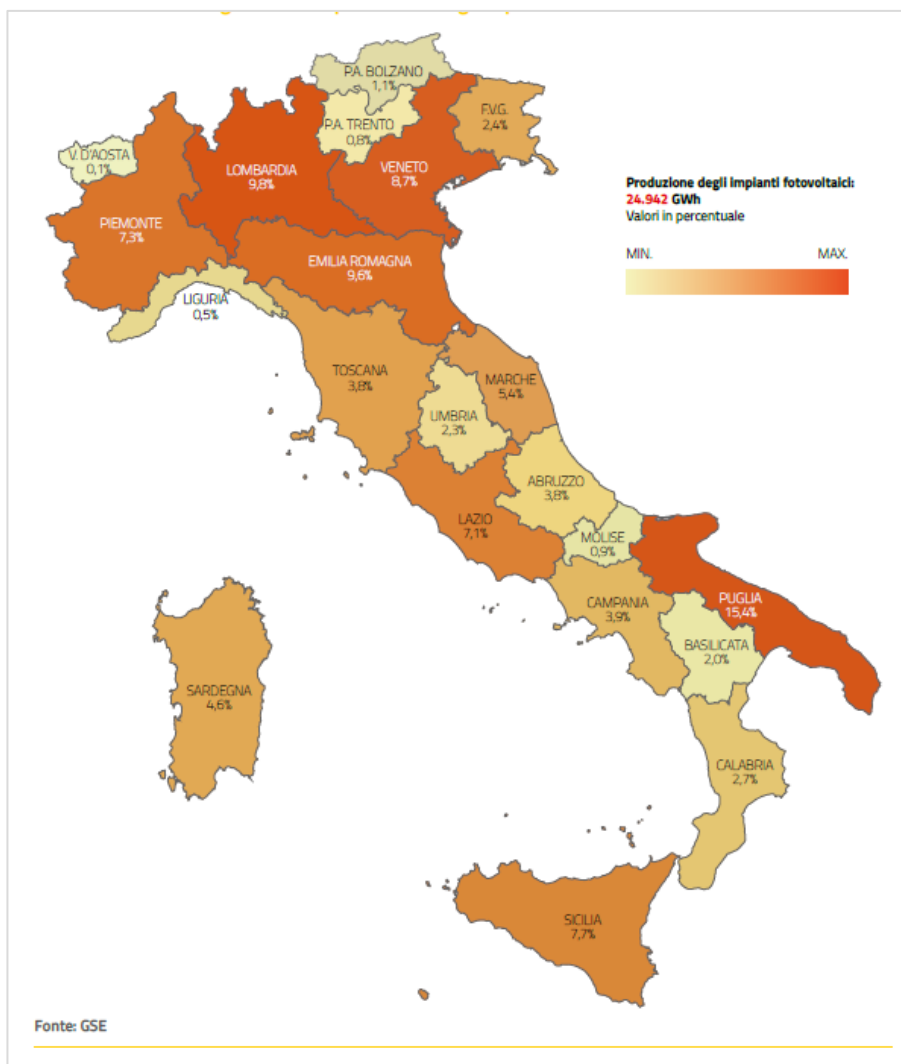 P.A. BOLZANO
1,1%
F.V.G.
2,4%
P.A. TRENTO
0,8%
V. D'AOSTA
0,1%
LOMBARDIA
9,8%
VENETO
8,7%
PIEMONTE
7,3%
EMILIA ROMAGNA
9,6%
LIGURIA
0,5%
Produzione degli impianti fotovoltaici:
24.942 GWh
Valori in percentuale
MIN. MAX.
TOSCANA
3,8%
MARCHE
5,4%
UMBRIA
2,3%
ABRUZZO
3,8%
LAZIO
7,1%
MOLISE
0,9%
CAMPANIA
3,9%
PUGLIA
15,4%
BASILICATA
2,0%
SARDEGNA
4,6%
CALABRIA
2,7%
SICILIA
7,7%
Fonte: GSE